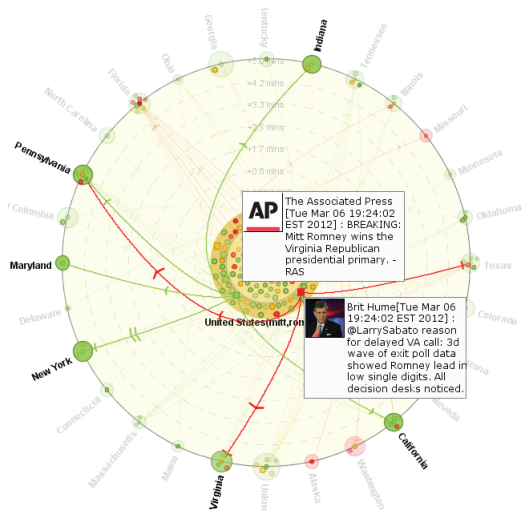 Kentucky
Georgia
Indiana
Ohio
Tennessee
Florida
Illinois
North Carolina
Missouri
+4.2 mins
+3.3 mins
+1.7 mins
+0.8 mins
Pennsylvania
Minnesota
Columbia
Oklahoma
AP
The Associated Press
[Tue Mar 06 19:24:02
EST 2012] : BREAKING:
Mitt Romney wins the
Virginia Republican
presidential primary. -
RAS
Maryland
Texas
Delaware
Colorado
United States(mitt,ron
Brit Hume[Tue Mar 06
19:24:02 EST 2012] :
@LarrySabato reason
for delayed VA call: 3d
wave of exit poll data
showed Romney lead in
low single digits. All
decision desks noticed.
New York
Connecticut
Nevada
Massachusetts
California
Maine
Virginia
Alaska
Washington